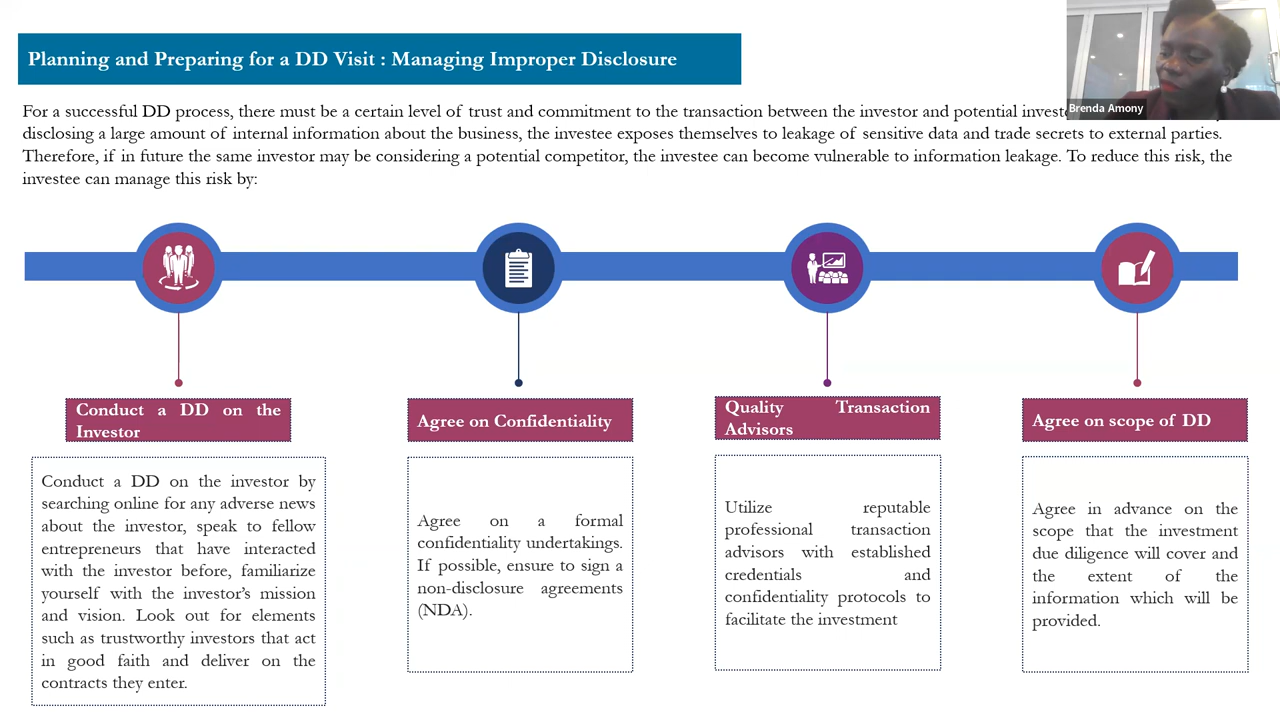 Planning and Preparing for a DD Visit : Managing Improper Disclosure
Brenda Amony
For a successful DD process, there must be a certain level of trust and commitment to the transaction between the investor and potential
disclosing a large amount of internal information about the business, the investee exposes themselves to leakage of sensitive data and trade secrets to external parties.
Therefore, if in future the same investor may be considering a potential competitor, the investee can become vulnerable to information leakage. To reduce this risk, the
investee can manage this risk by:
Conduct a DD on the
Investor
Conduct a DD on the investor by
searching online for any adverse news
about the investor, speak to fellow
entrepreneurs that have interacted
with the investor before, familiarize
yourself with the investor's mission
and vision. Look out for elements
such as trustworthy investors that act
in good faith and deliver on the
contracts they enter.
Agree on Confidentiality
Agree on a formal
confidentiality undertakings.
If possible, ensure to sign a
non-disclosure agreements
(NDA).
Quality Transaction
Advisors
Utilize reputable
professional transaction
advisors with established
credentials and
confidentiality protocols to
facilitate the investment
Agree on scope of DD
Agree in advance on the
scope that the investment
due diligence will cover and
the extent of the
information which will be
provided.